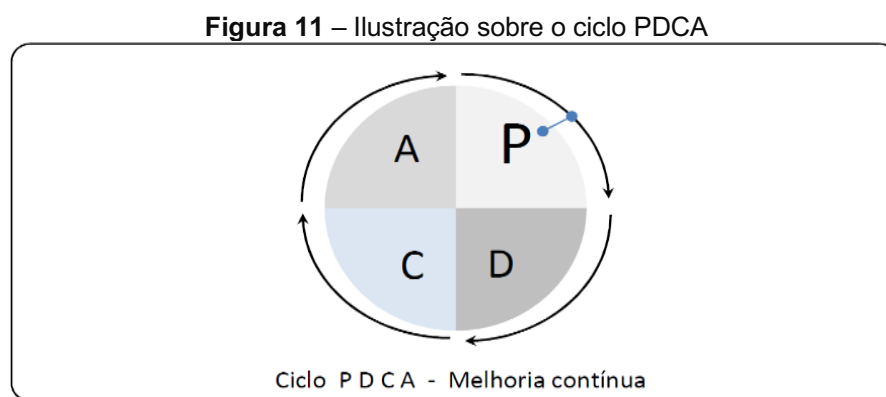 Figura 11 – Ilustração sobre o ciclo PDCA
A P
C D
Ciclo P D C A - Melhoria contínua